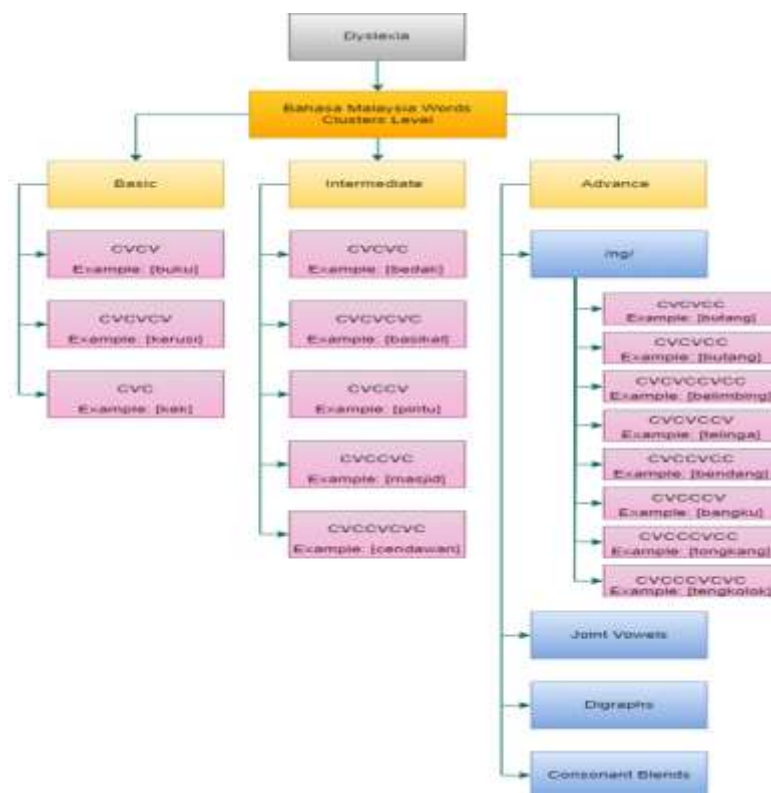 Dyslexia
Bahasa Malaysia Words
Clusters Level
Basic
Intermediate
Advance
CVCV
Example: [buku]
CVCVCV
Example: [kerusi]
CVC
Example: [kek]
CVCVC
Example: [bedak]
CVCVCVC
Example: [basikal]
CVCCV
Example: [pintu]
CVCCVC
Example: [masjid]
CVCCVCVC
Example: [cendawan]
/ng/
CVCVCC
Example:
CVCVCC
Example:
CVCVCCVCC
Example: [belimbing]
CVCVCCV
Example: [telinga]
CVCCVCC
Example: [bendang]
CVCCCV
Example: [bangku]
CVCCCVCC
Example: [tongkang]
CVCCCVCVC
Example: [tengkolok]
Joint Vowels
Digraphs
Consonant Blends